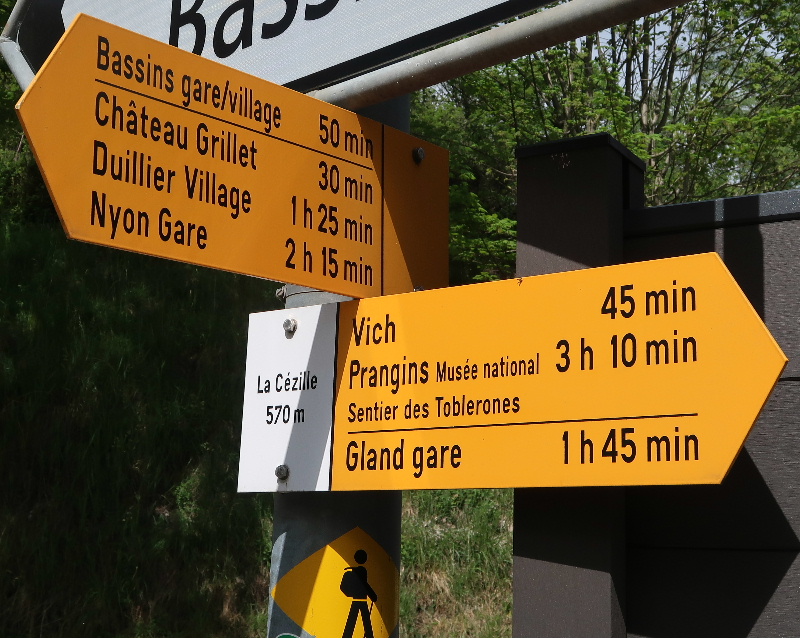 Bass
Bassins gare/village 50 min
Château Grillet 30 min
Duillier Village 1 h 25 min
Nyon Gare 2 h 15 min
Vich 45 min
Prangins Musée national 3 h 10 min
Sentier des Toblerones
Gland gare 1 h 45 min
La Cézille
570 m